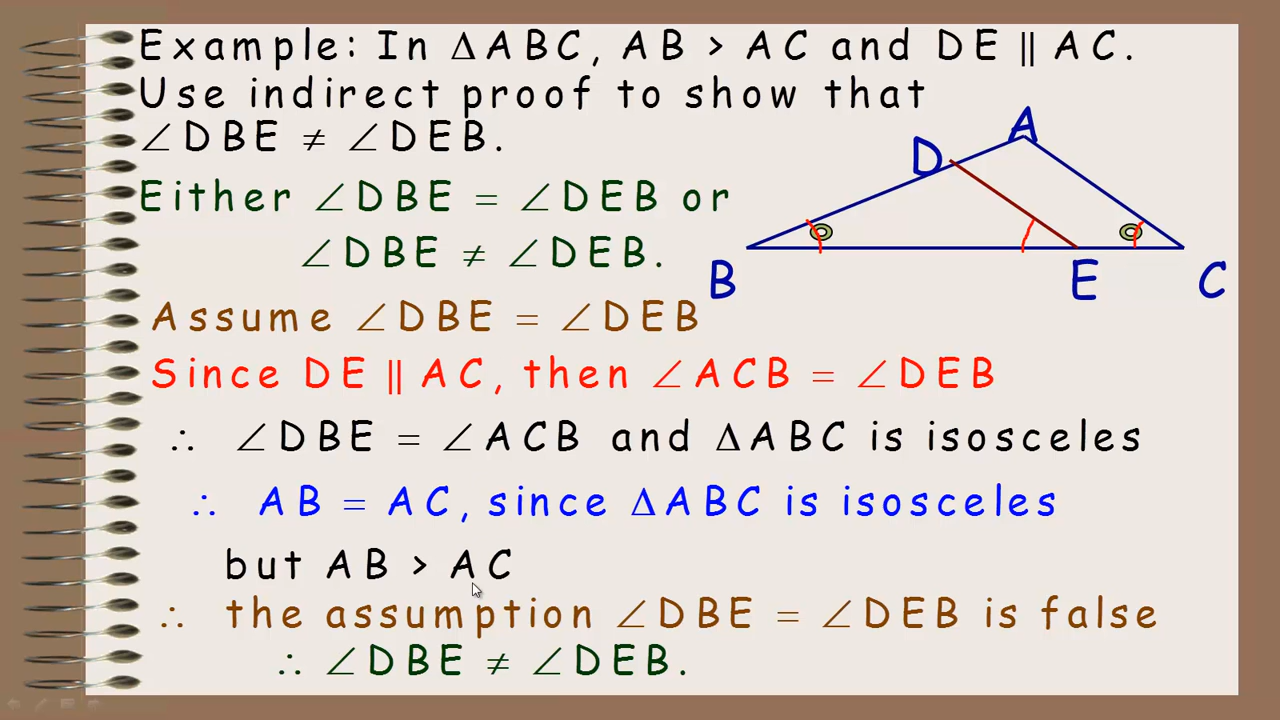 Example: In ΔABC, AB > AC and DE ∥ AC.
Use indirect proof to show that
∠DBE ≠ ∠DEB.
Either ∠DBE = ∠DEB or
∠DBE ≠ ∠DEB.
Assume ∠DBE = ∠DEB
Since DE ∥ AC, then ∠ACB = ∠DEB
∴ ∠DBE = ∠ACB and ΔABC is isosceles
∴ AB = AC, since ΔABC is isosceles
but AB > AC
∴ the assumption ∠DBE = ∠DEB is false
∴ ∠DBE ≠ ∠DEB.
A
D
B
E
C